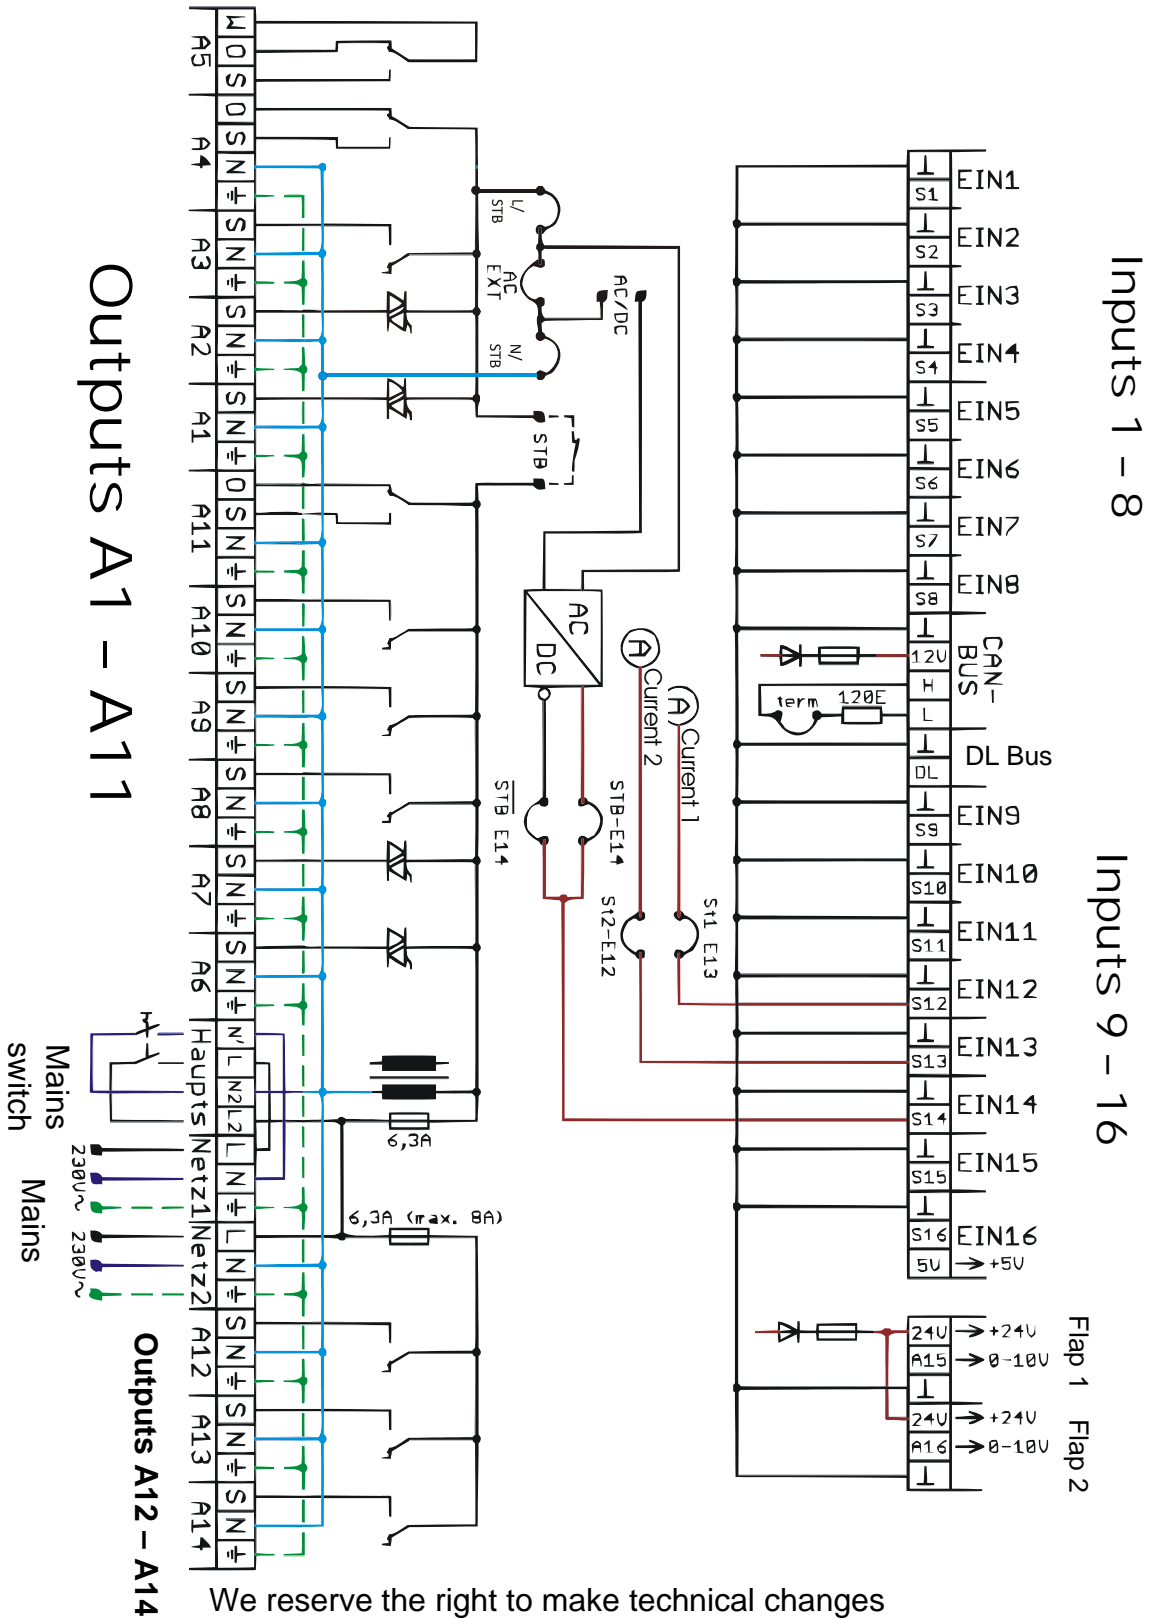 Outputs A1 – A11
Outputs A12 – A14
Inputs 1 – 8
Inputs 9 – 16
A5
W
O
S
A4
O
S
N
A3
S
N
A2
S
N
A1
S
N
A11
O
S
N
A10
S
N
A9
S
N
A8
S
N
A7
S
N
A6
S
N
Haupts
N'
L
N2
L2
Netz1
L
N
Netz2
L
N
A12
S
N
A13
S
N
A14
S
N
Mains switch
Mains
230V~
230V~
6,3A
6,3A (max. 8A)
L/ STB
AC EXT
N/ STB
AC/DC
STB
AC
DC
A
Current 2
A
Current 1
STB E14
STB-E14
St2-E12
St1 E13
S1
EIN1
S2
EIN2
S3
EIN3
S4
EIN4
S5
EIN5
S6
EIN6
S7
EIN7
S8
EIN8
12V
H
L
CAN-BUS
term
120E
DL
DL Bus
S9
EIN9
S10
EIN10
S11
EIN11
S12
EIN12
S13
EIN13
S14
EIN14
S15
EIN15
S16
EIN16
5V
+5V
24V
+24V
A15
0-10V
Flap 1
24V
+24V
A16
0-10V
Flap 2
We reserve the right to make technical changes